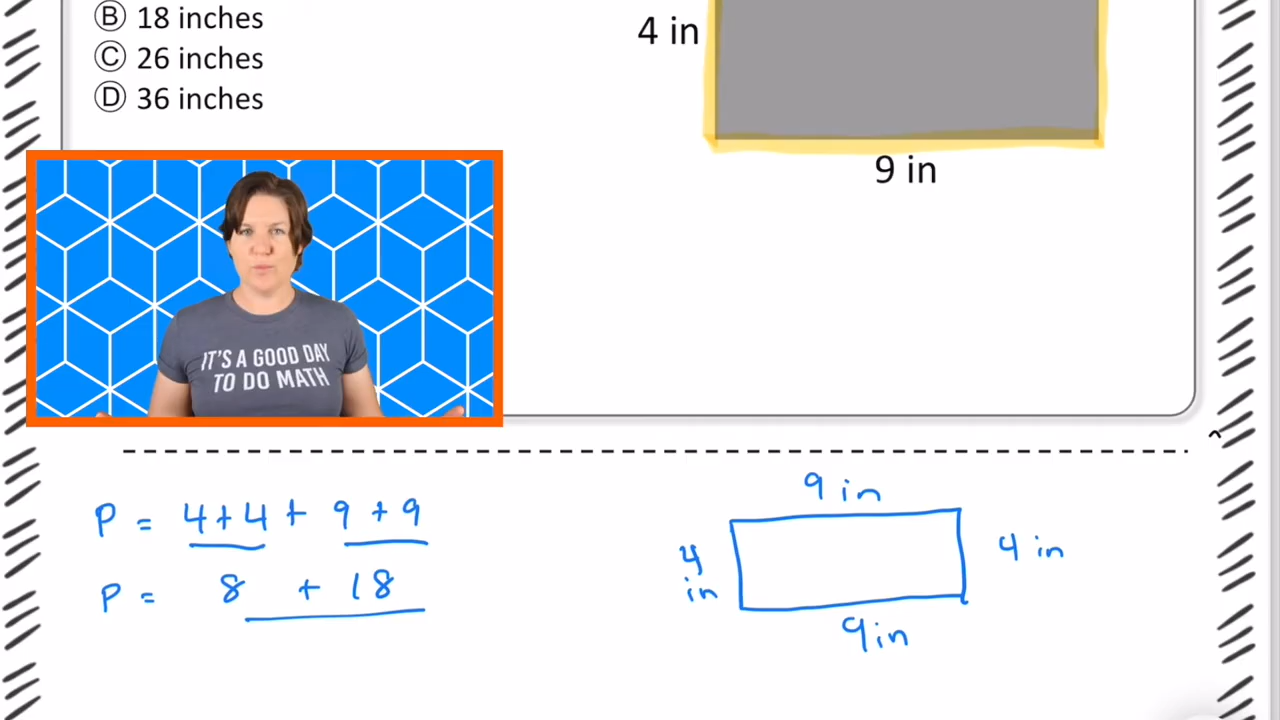 Ⓑ 18 inches
Ⓒ 26 inches
Ⓓ 36 inches
4 in
9 in
IT'S A GOOD DAY
TO DO MATH
P = 4 + 4 + 9 + 9
P = 8 + 18
9 in
4
in
4 in
9 in